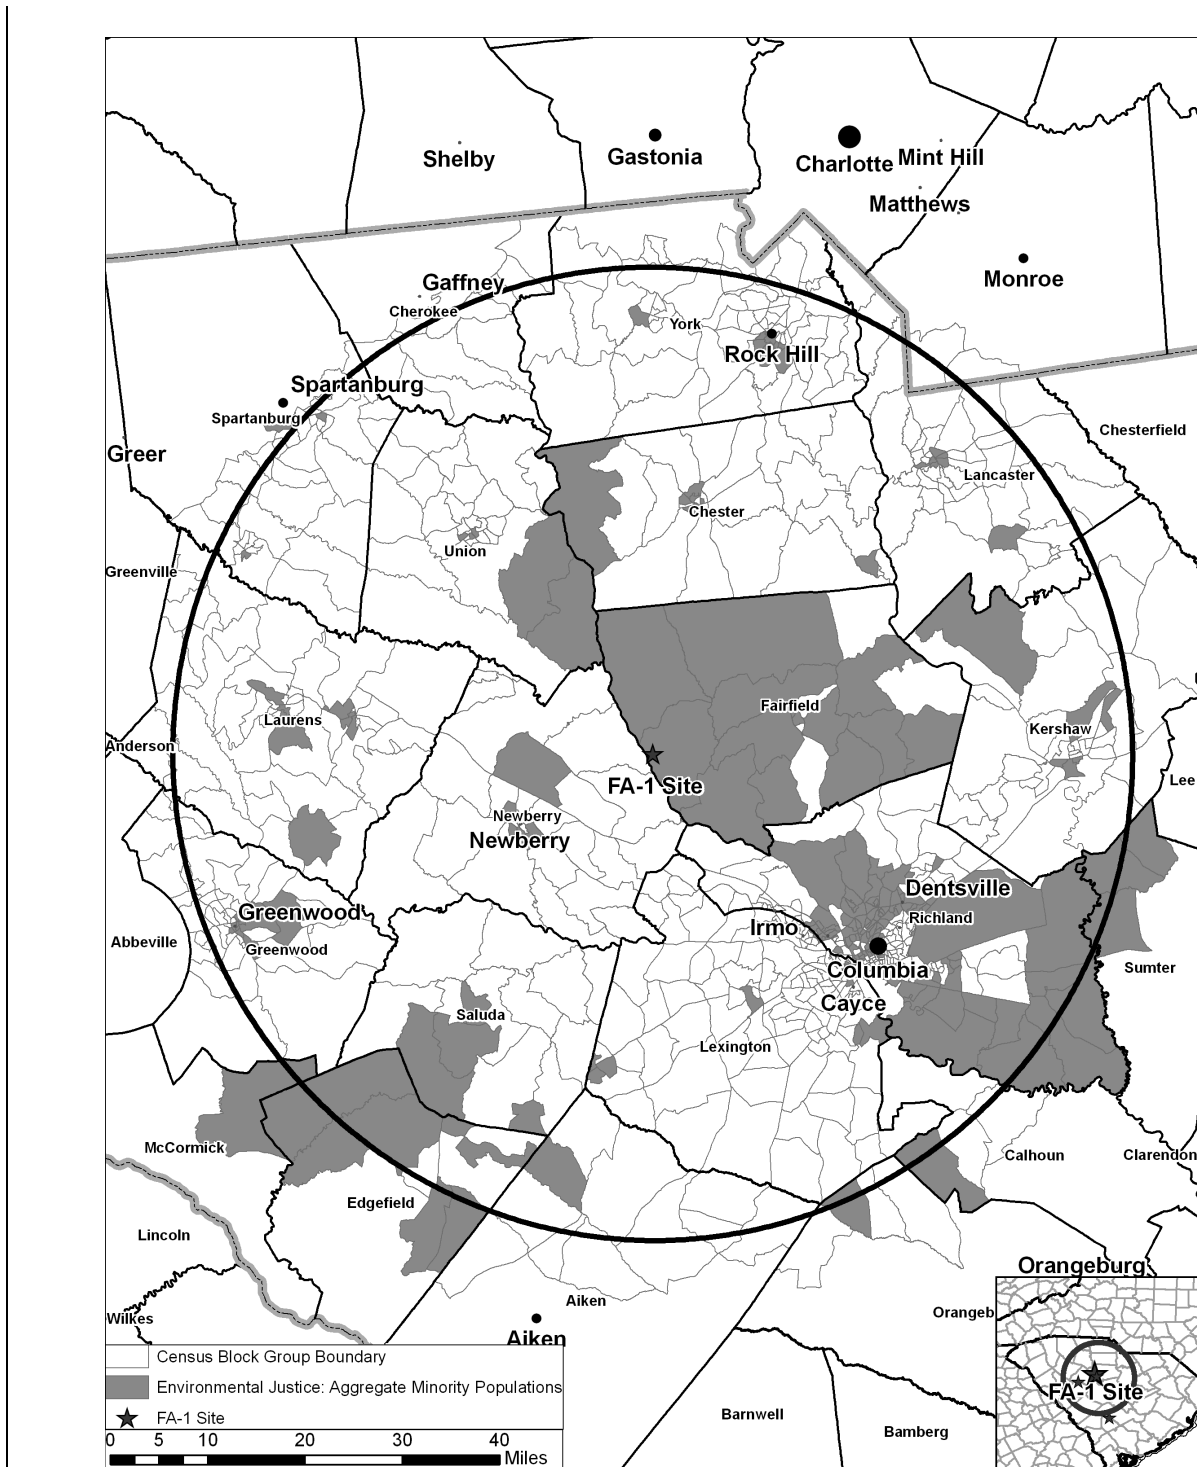 Shelby
Gastonia
Charlotte
Mint Hill
Matthews
Monroe
Gaffney
Cherokee
York
Rock Hill
Spartanburg
Spartanburg
Greer
Chesterfield
Lancaster
Chester
Union
Greenville
Laurens
Fairfield
Kershaw
Anderson
Lee
FA-1 Site
Newberry
Newberry
Dentsville
Richland
Greenwood
Greenwood
Irmo
Abbeville
Columbia
Sumter
Cayce
Saluda
Lexington
McCormick
Calhoun
Clarendon
Edgefield
Lincoln
Orangeburg
Aiken
Orangeb
Wilkes
Aiken
Census Block Group Boundary
Environmental Justice: Aggregate Minority Populations
FA-1 Site
FA-1 Site
Barnwell
Bamberg
0 5 10 20 30 40
Miles